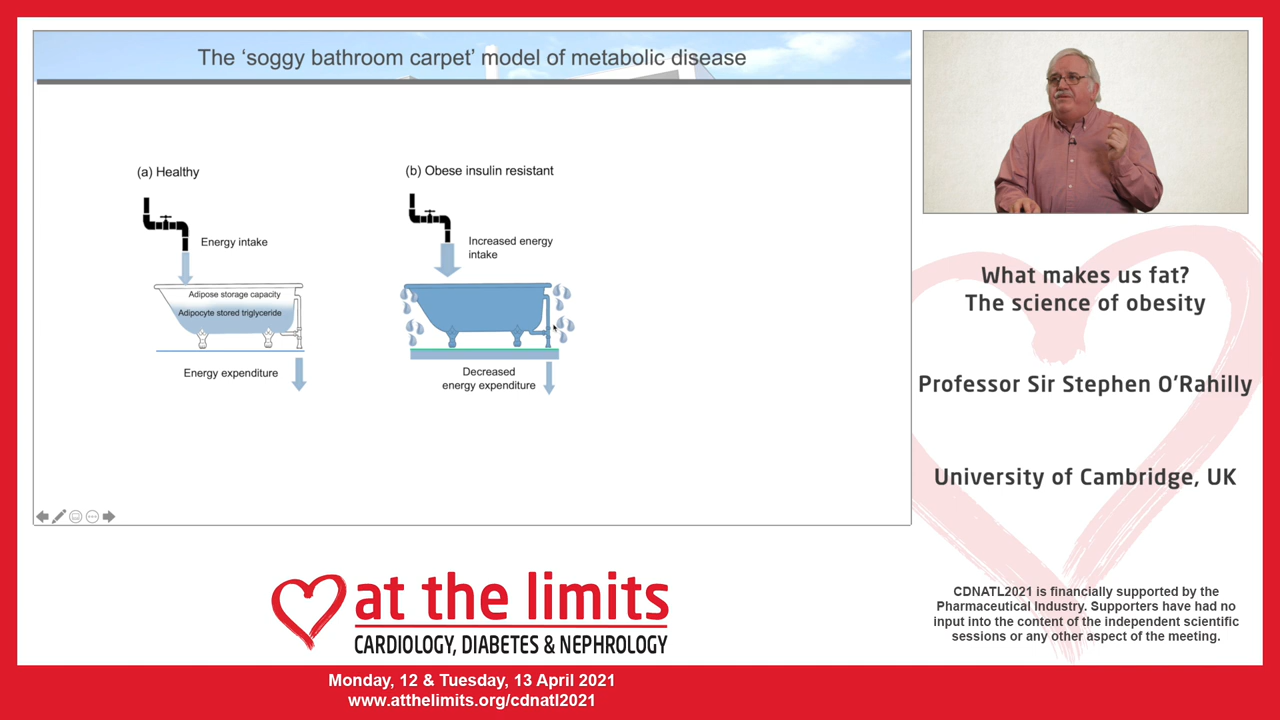 The ‘soggy bathroom carpet’ model of metabolic disease
(a) Healthy
Energy intake
Adipose storage capacity
Adipocyte stored triglyceride
Energy expenditure
(b) Obese insulin resistant
Increased energy
intake
Decreased
energy expenditure
What makes us fat?
The science of obesity
Professor Sir Stephen O'Rahilly
University of Cambridge, UK
CDNATL2021 is financially supported by the
Pharmaceutical Industry. Supporters have had no
input into the content of the independent scientific
sessions or any other aspect of the meeting.
at the limits
CARDIOLOGY, DIABETES & NEPHROLOGY
Monday, 12 & Tuesday, 13 April 2021
www.atthelimits.org/cdnatl2021